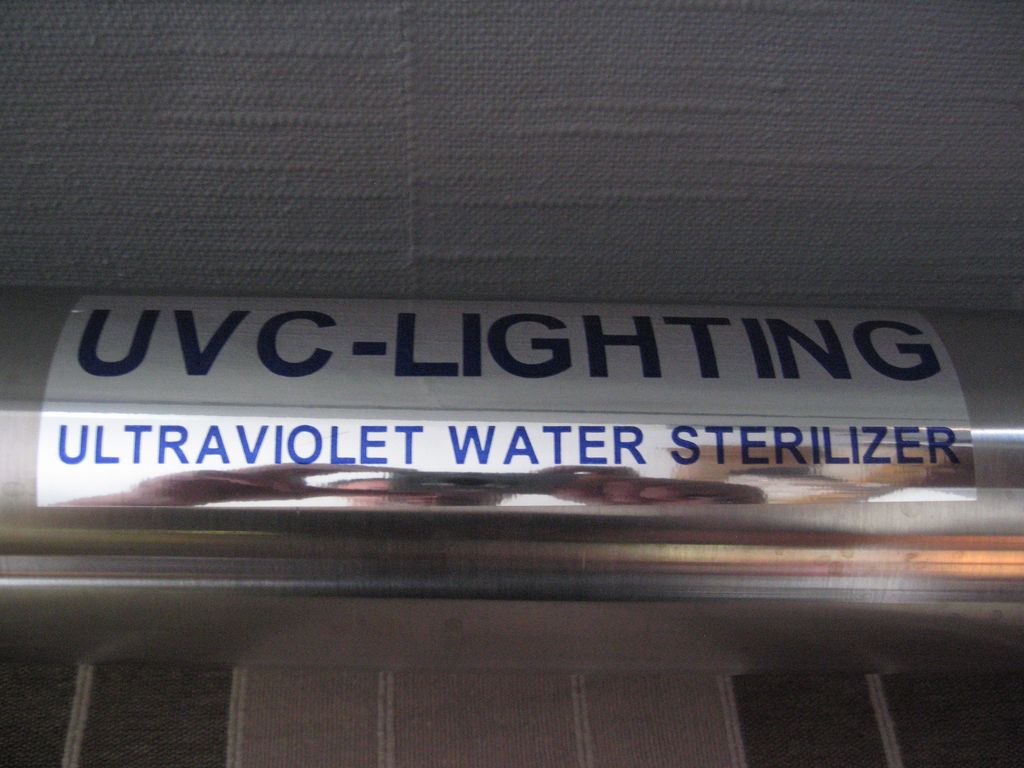 UVC-LIGHTING
ULTRAVIOLET WATER STERILIZER